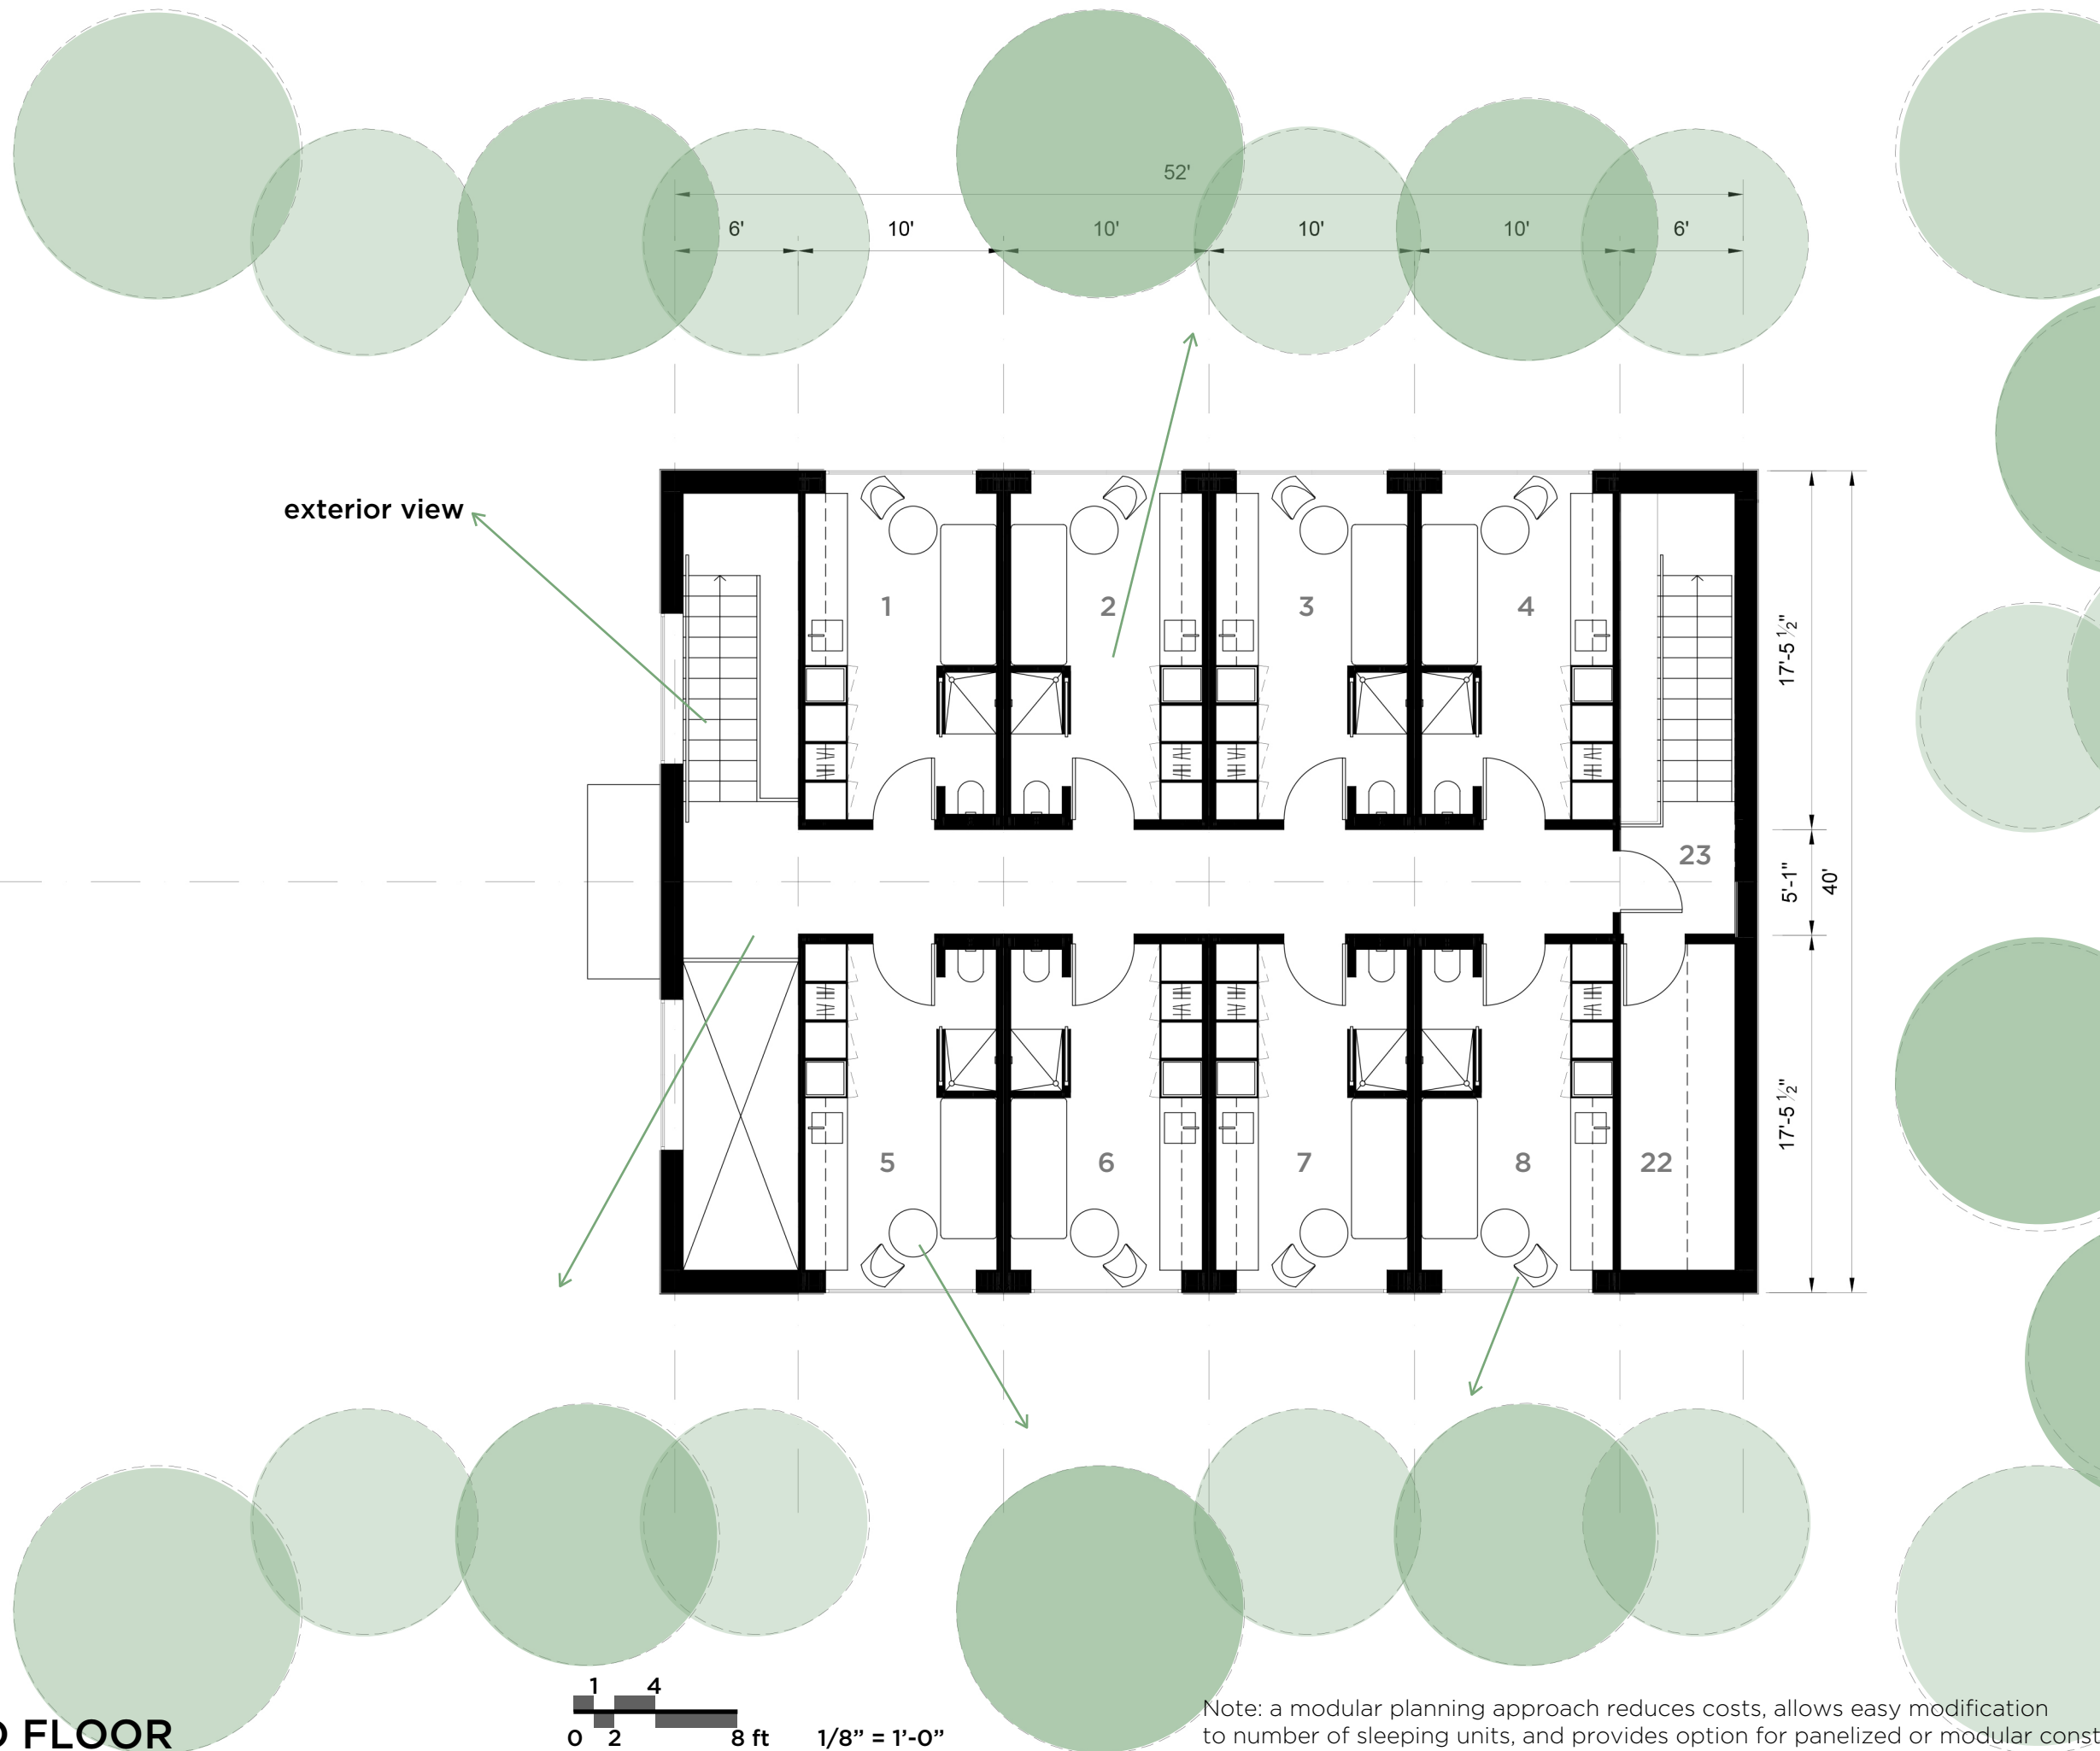 52'
6' 10' 10' 10' 10' 6'
exterior view
1 2 3 4
17'-5 ½"
23
5'-1"
40'
17'-5 ½"
5 6 7 8 22
1 4
0 2 8 ft 1/8” = 1’-0”
FLOOR
Note: a modular planning approach reduces costs, allows easy modification
to number of sleeping units, and provides option for panelized or modular